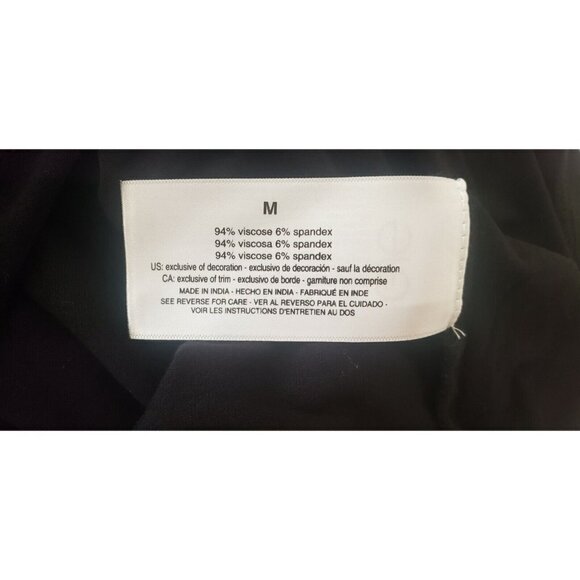 M
94% viscose 6% spandex
94% viscosa 6% spandex
94% viscose 6% spandex
US: exclusive of decoration - exclusivo de decoración - sauf la décoration
CA: exclusive of trim - exclusivo de borde - garniture non comprise
MADE IN INDIA - HECHO EN INDIA - FABRIQUÉ EN INDE
SEE REVERSE FOR CARE - VER AL REVERSO PARA EL CUIDADO -
VOIR LES INSTRUCTIONS D'ENTRETIEN AU DOS